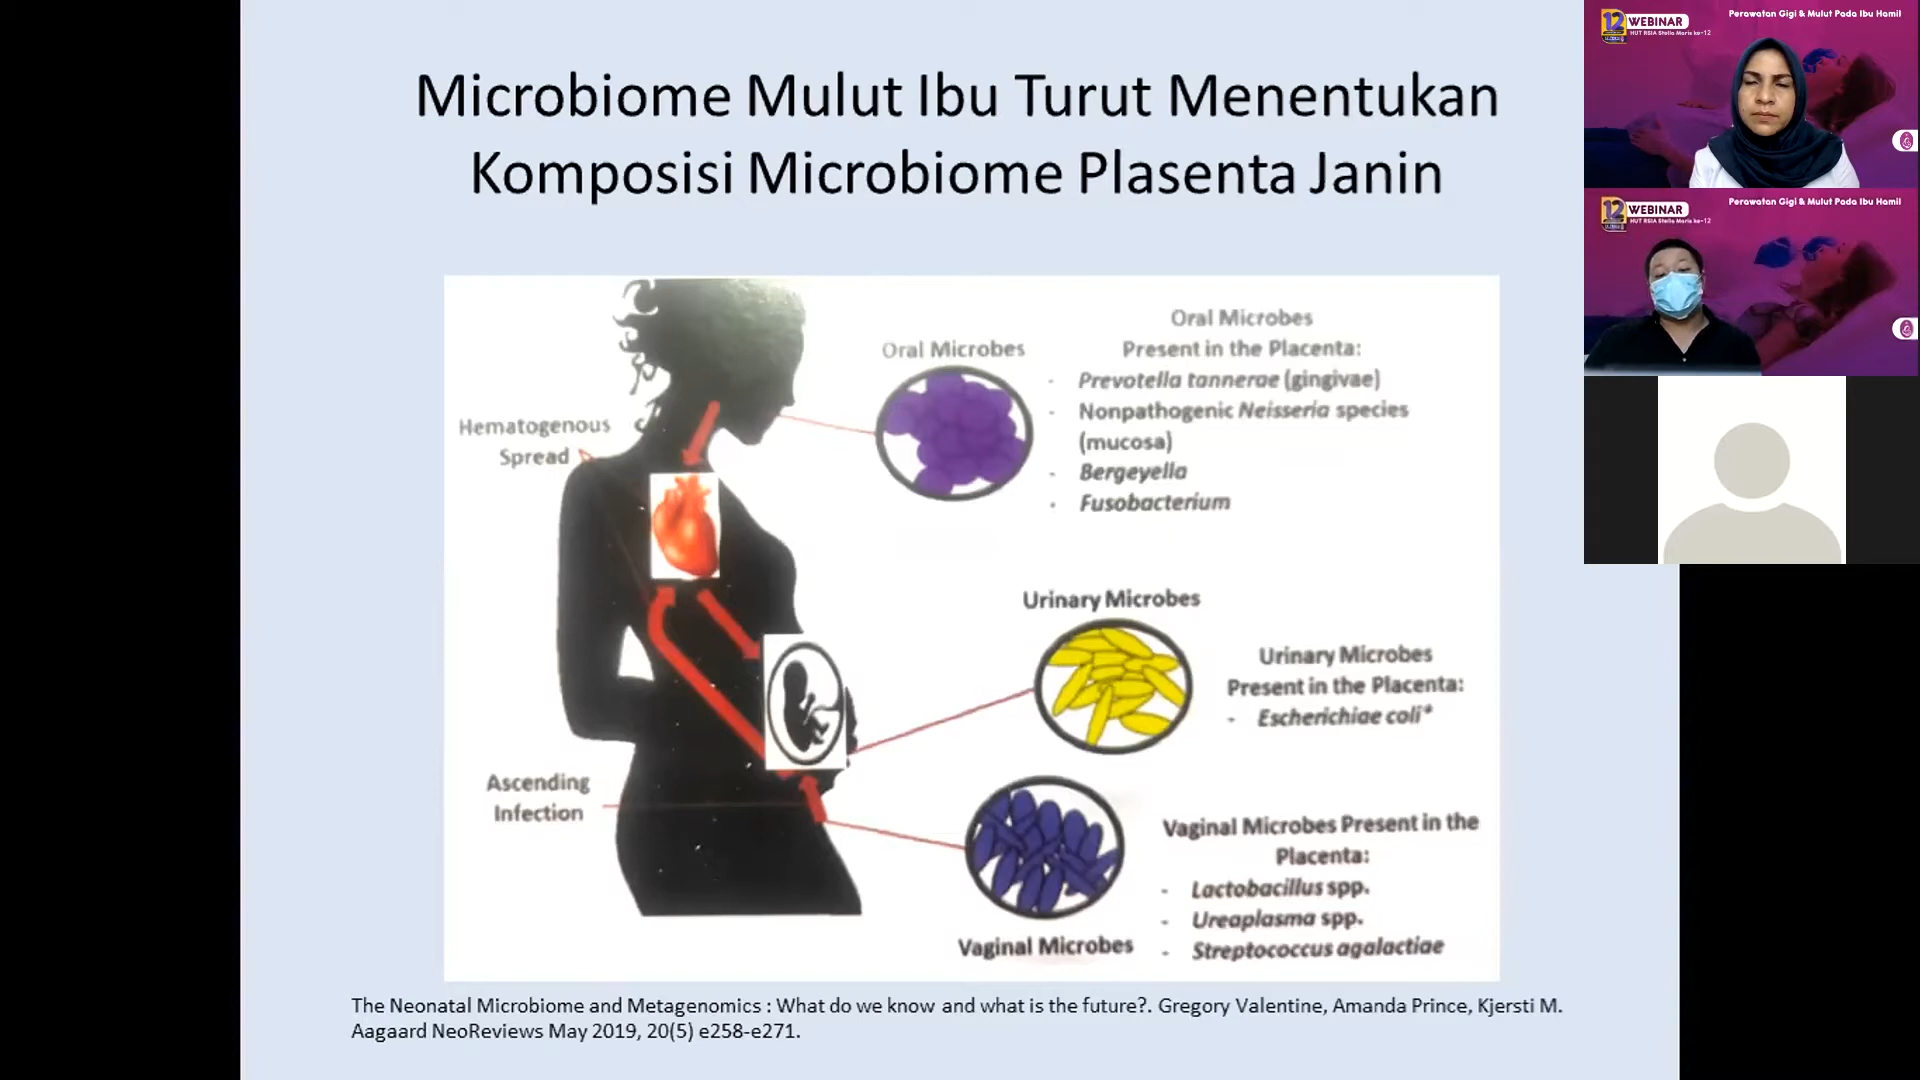 Microbiome Mulut Ibu Turut Menentukan
Komposisi Microbiome Plasenta Janin
Oral Microbes
Oral Microbes
Present in the Placenta:
- Prevotella tannerae (gingivae)
- Nonpathogenic Neisseria species
(mucosa)
- Bergeyella
- Fusobacterium
Hematogenous
Spread
Urinary Microbes
Urinary Microbes
Present in the Placenta:
- Escherichiae coli*
Ascending
Infection
Vaginal Microbes Present in the
Placenta:
- Lactobacillus spp.
- Ureaplasma spp.
- Streptococcus agalactiae
Vaginal Microbes
The Neonatal Microbiome and Metagenomics : What do we know and what is the future?. Gregory Valentine, Amanda Prince, Kjersti M.
Aagaard NeoReviews May 2019, 20(5) e258-e271.
12 WEBINAR
HUT RSIA Stella Maris ke-12
Perawatan Gigi & Mulut Pada Ibu Hamil
12 WEBINAR
HUT RSIA Stella Maris ke-12
Perawatan Gigi & Mulut Pada Ibu Hamil